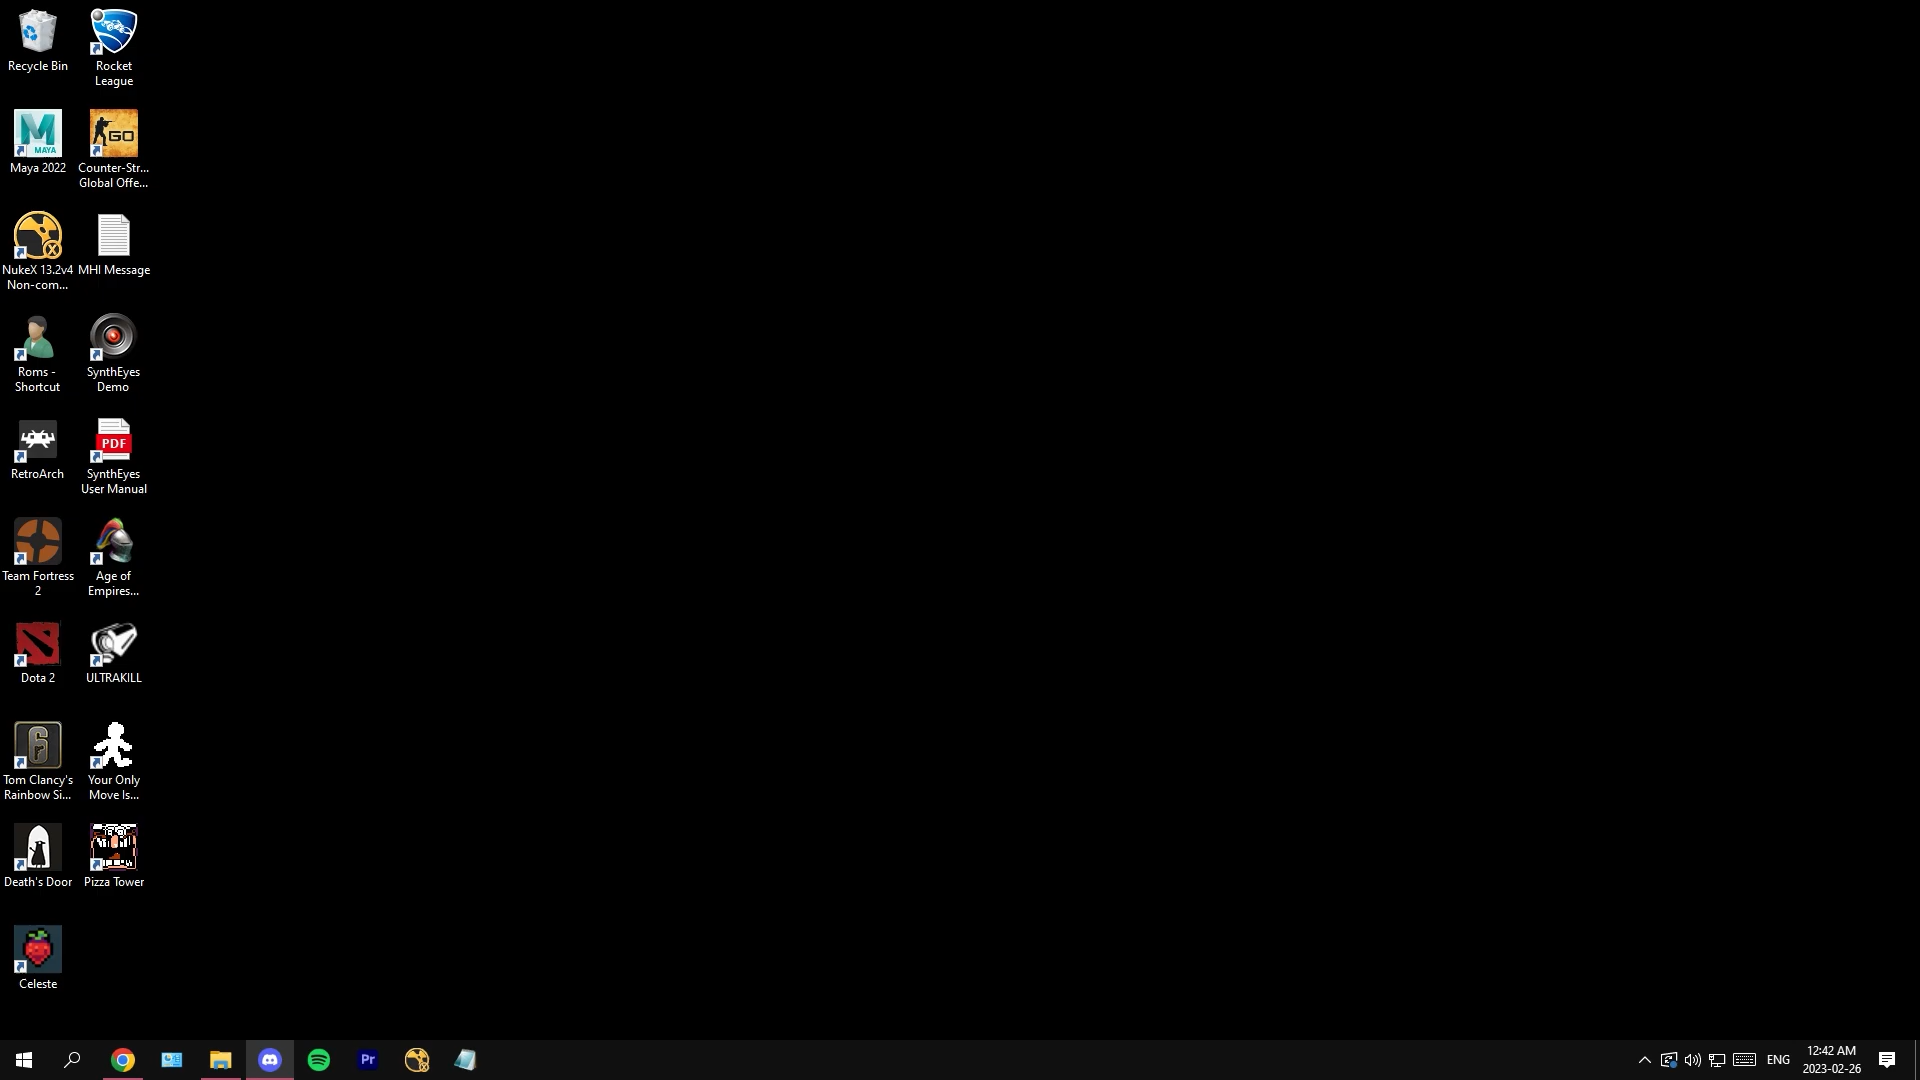 Recycle Bin
Rocket
League
MAYA
Maya 2022
GO
Counter-Str...
Global Offe...
X
NukeX 13.2v4
Non-com...
MHI Message
Roms -
Shortcut
SynthEyes
Demo
RetroArch
PDF
SynthEyes
User Manual
Team Fortress
2
Age of
Empires...
Dota 2
ULTRAKILL
6
Tom Clancy's
Rainbow Si...
Your Only
Move Is...
Death's Door
Pizza Tower
Celeste
Pr
ENG
12:42 AM
2023-02-26